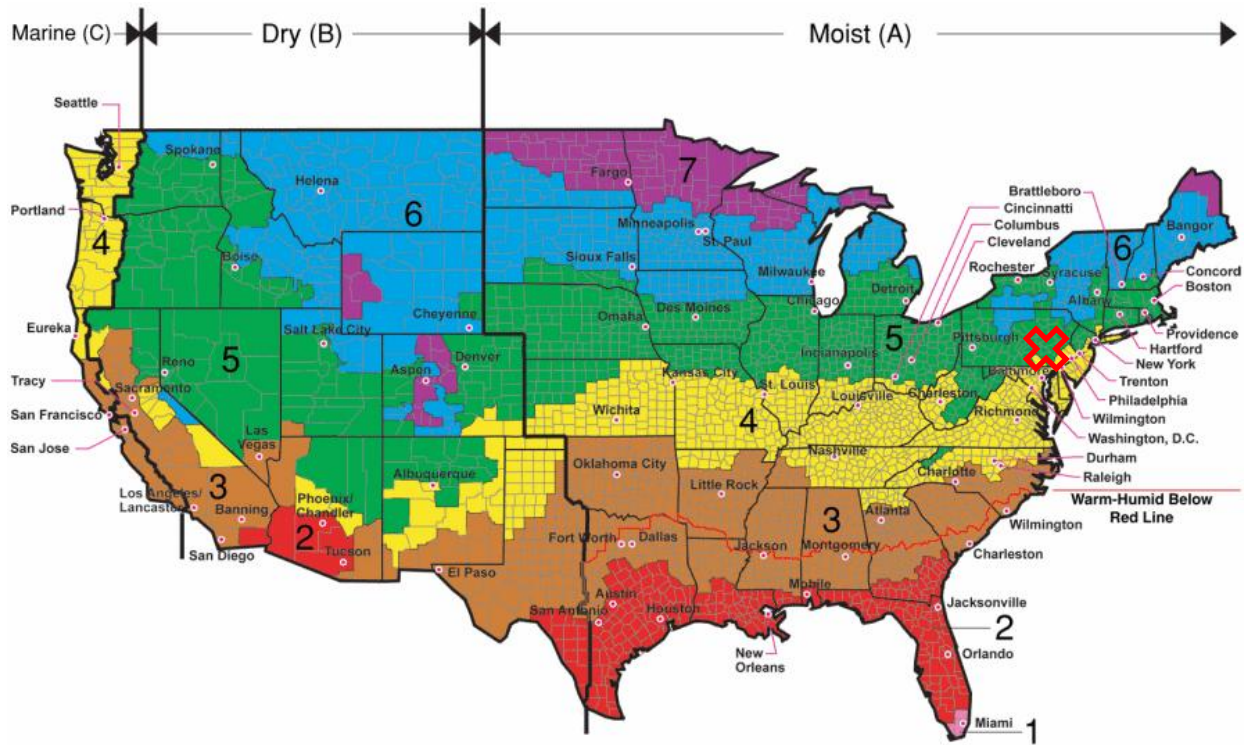 Marine (C)
Dry (B)
Moist (A)
Seattle
Spokane
Helena
Fargo
7
Portland
4
6
Minneapolis
St. Paul
Brattleboro
Cincinnatti
Columbus
Cleveland
6
Bangor
Boise
Sioux Falls
Milwaukee
Rochester
Syracuse
Concord
Boston
Detroit
Albany
Eureka
Salt Lake City
Cheyenne
Omaha
Des Moines
Chicago
5
Pittsburgh
Providence
Hartford
New York
Reno
5
Aspen
Denver
Indianapolis
Trenton
Tracy
Sacramento
Kansas City
St. Louis
Louisville
Charleston
Baltimore
Philadelphia
San Francisco
Wichita
4
Richmond
Wilmington
San Jose
Las
Vegas
Washington, D.C.
Albuquerque
Oklahoma City
Nashville
Charlotte
Durham
Raleigh
3
Los Angeles/
Lancaster
Banning
Phoenix/
Chandler
Little Rock
3
Atlanta
Warm-Humid Below
Red Line
San Diego
2
Tucson
El Paso
Fort Worth
Dallas
Jackson
Montgomery
Wilmington
Charleston
San Antonio
Austin
Houston
Mobile
Jacksonville
2
New
Orleans
Orlando
Miami
1